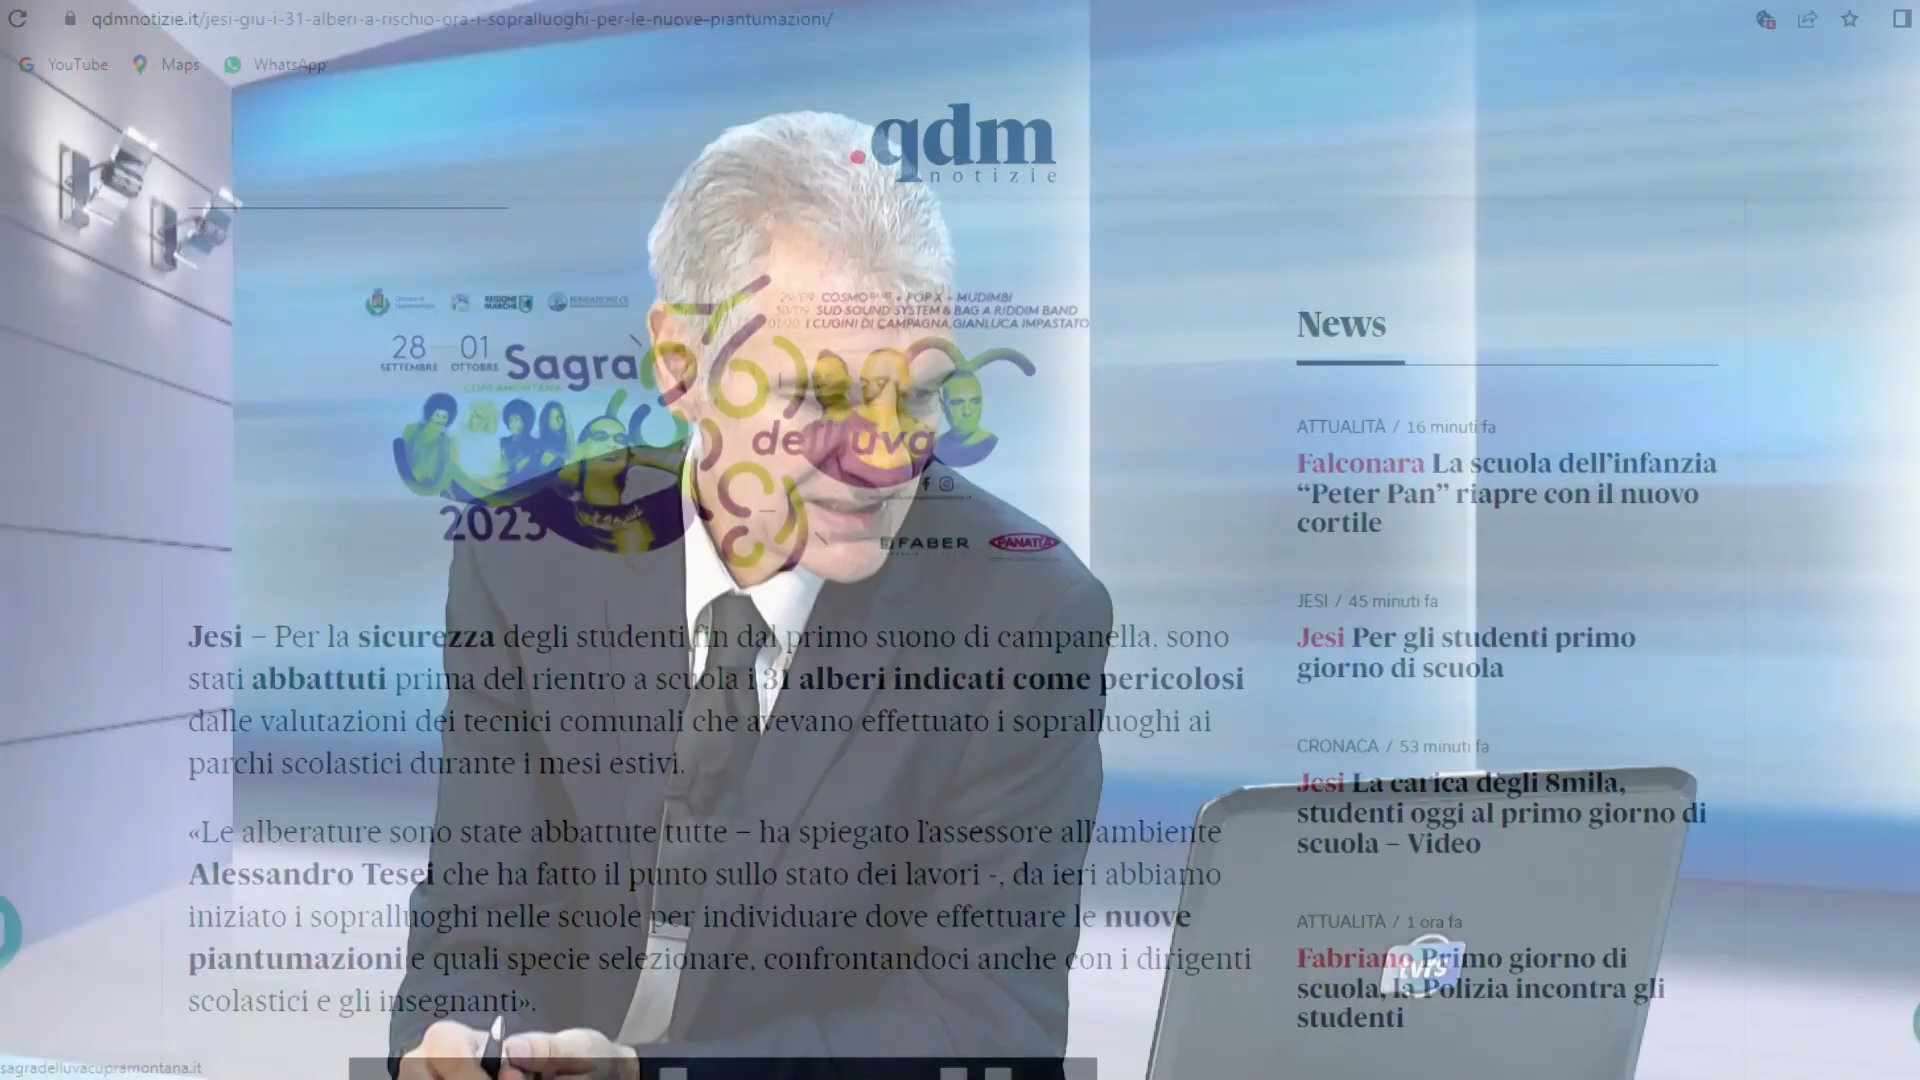 qdmnotizie.it/jesi-giu-i-31-alberi-a-rischio-ora-i-sopralluoghi-per-le-nuove-piantumazioni/
YouTube Maps WhatsApp
.qdm
notizie
REGIONE
MARCHE
28 01
SETTEMBRE OTTOBRE
Sagra
dell'uva
CUPRAMONTANA
2023
29/09 COSMO DJ SET + POP X + MUDIMBI
30/09 SUD SOUND SYSTEM & BAG A RIDDIM BAND
01/10 I CUGINI DI CAMPAGNA, GIANLUCA IMPASTATO
FABER
PANATTA
Jesi – Per la sicurezza degli studenti fin dal primo suono di campanella, sono
stati abbattuti prima del rientro a scuola i 31 alberi indicati come pericolosi
dalle valutazioni dei tecnici comunali che avevano effettuato i sopralluoghi ai
parchi scolastici durante i mesi estivi.
«Le alberature sono state abbattute tutte – ha spiegato l'assessore all'ambiente
Alessandro Tesei che ha fatto il punto sullo stato dei lavori -, da ieri abbiamo
iniziato i sopralluoghi nelle scuole per individuare dove effettuare le nuove
piantumazioni e quali specie selezionare, confrontandoci anche con i dirigenti
scolastici e gli insegnanti».
News
ATTUALITÀ / 16 minuti fa
Falconara La scuola dell'infanzia
“Peter Pan” riapre con il nuovo
cortile
JESI / 45 minuti fa
Jesi Per gli studenti primo
giorno di scuola
CRONACA / 53 minuti fa
Jesi La carica degli 8mila,
studenti oggi al primo giorno di
scuola – Video
ATTUALITÀ / 1 ora fa
Fabriano Primo giorno di
scuola, la Polizia incontra gli
studenti
tvrs
sagradelluvacupramontana.it